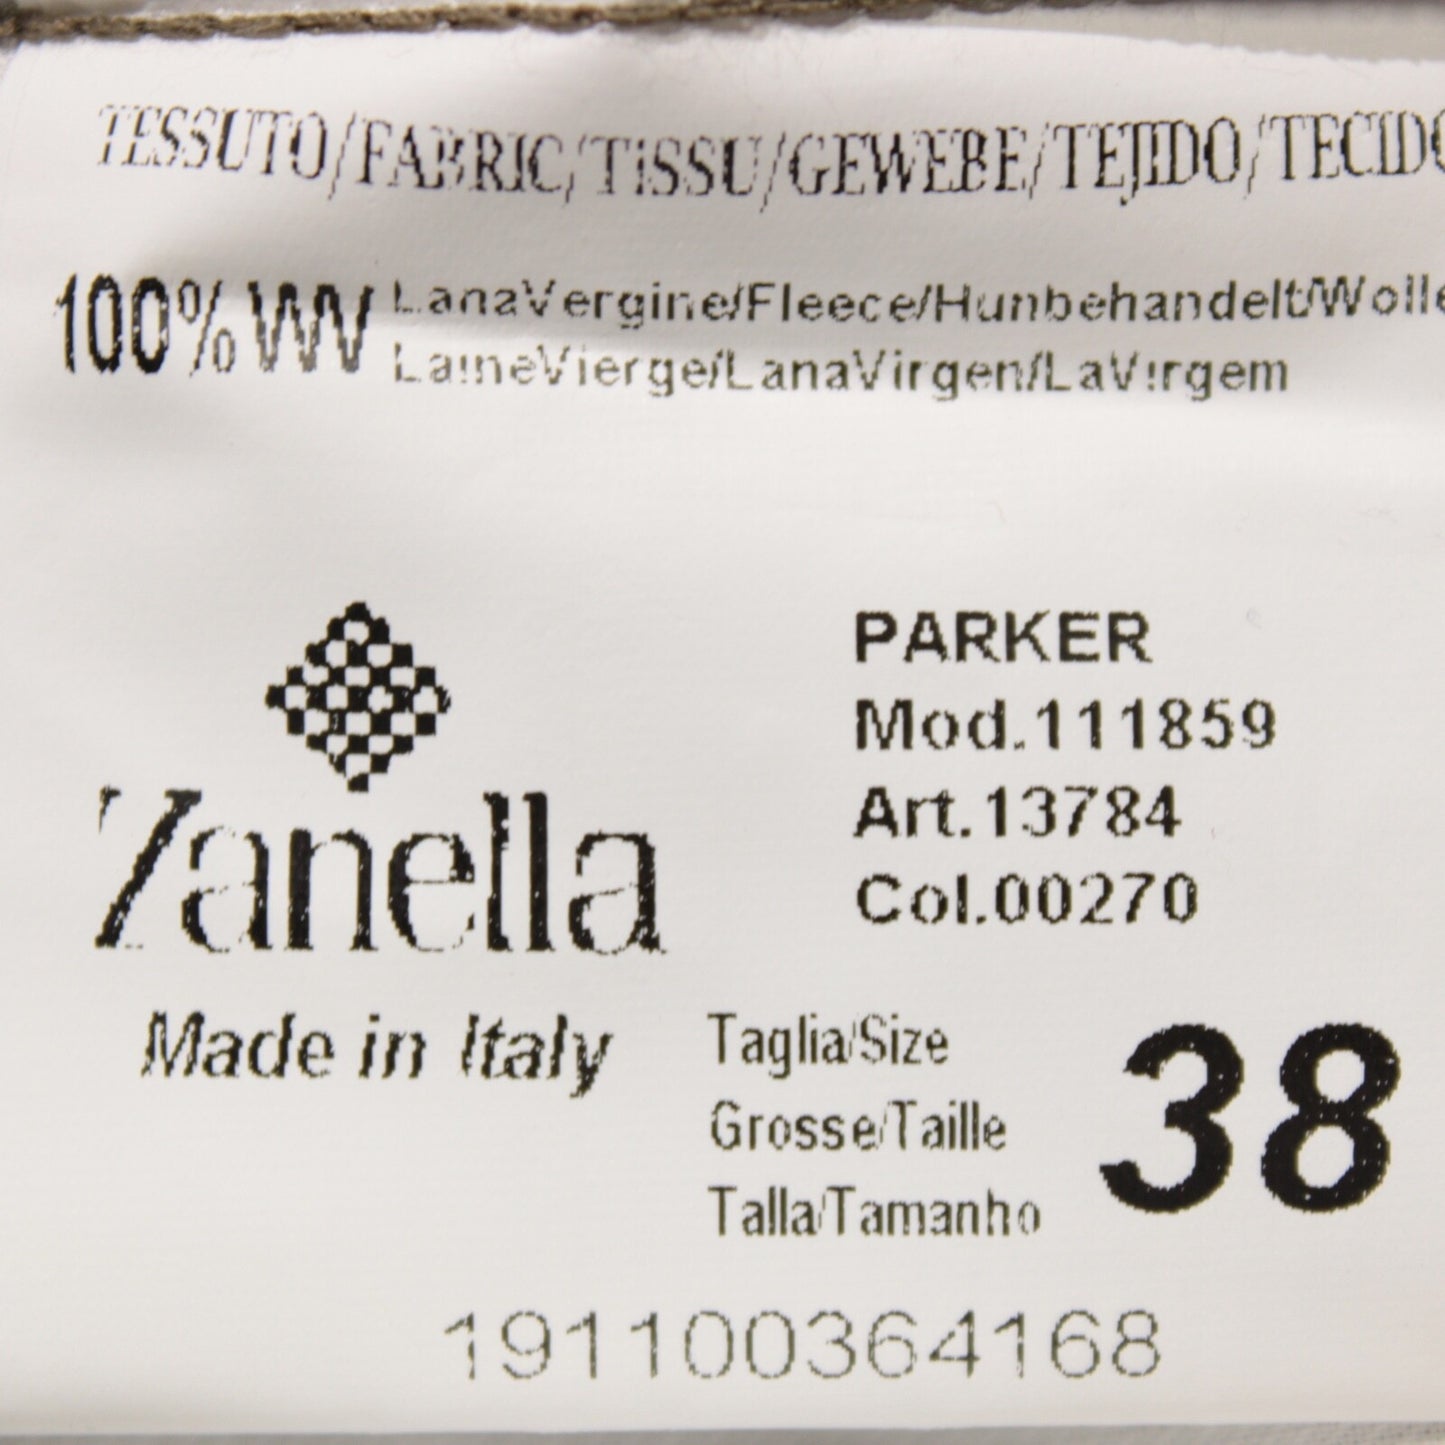 TESSUTO/FABRIC/TISSU/GEWEBE/TEJIDO/TECIDO
100% WV LanaVergine/Fleece/Hunbehandelt/Wolle
LaineVierge/LanaVirgen/LaVirgem
Zanella
Made in Italy
PARKER
Mod.111859
Art.13784
Col.00270
Taglia/Size
Grosse/Taille
Talla/Tamanho
38
191100364168